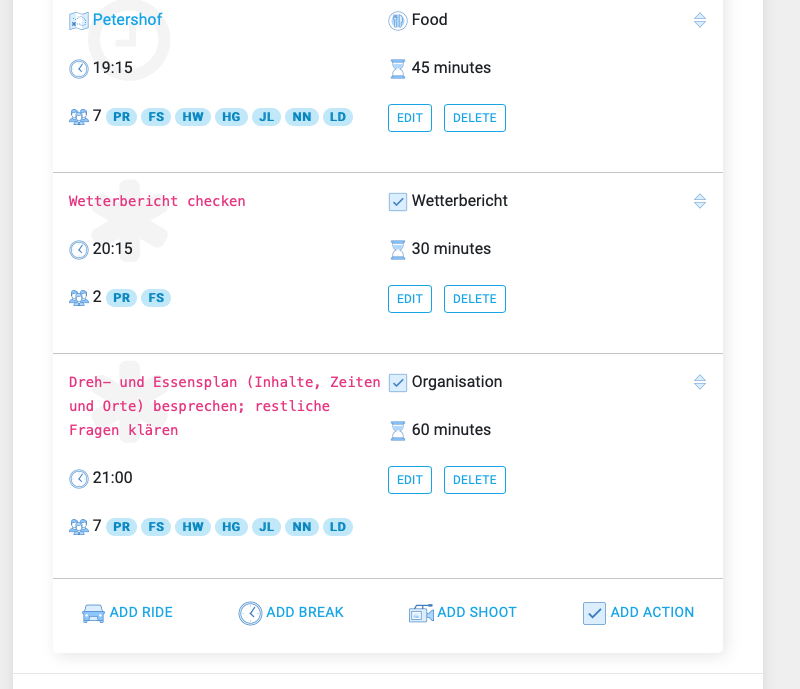 Petershof Food
19:15 45 minutes
7 PR FS HW HG JL NN LD EDIT DELETE
Wetterbericht checken Wetterbericht
20:15 30 minutes
2 PR FS EDIT DELETE
Dreh– und Essensplan (Inhalte, Zeiten Organisation
und Orte) besprechen; restliche
Fragen klären 60 minutes
21:00 EDIT DELETE
7 PR FS HW HG JL NN LD
ADD RIDE ADD BREAK ADD SHOOT ADD ACTION